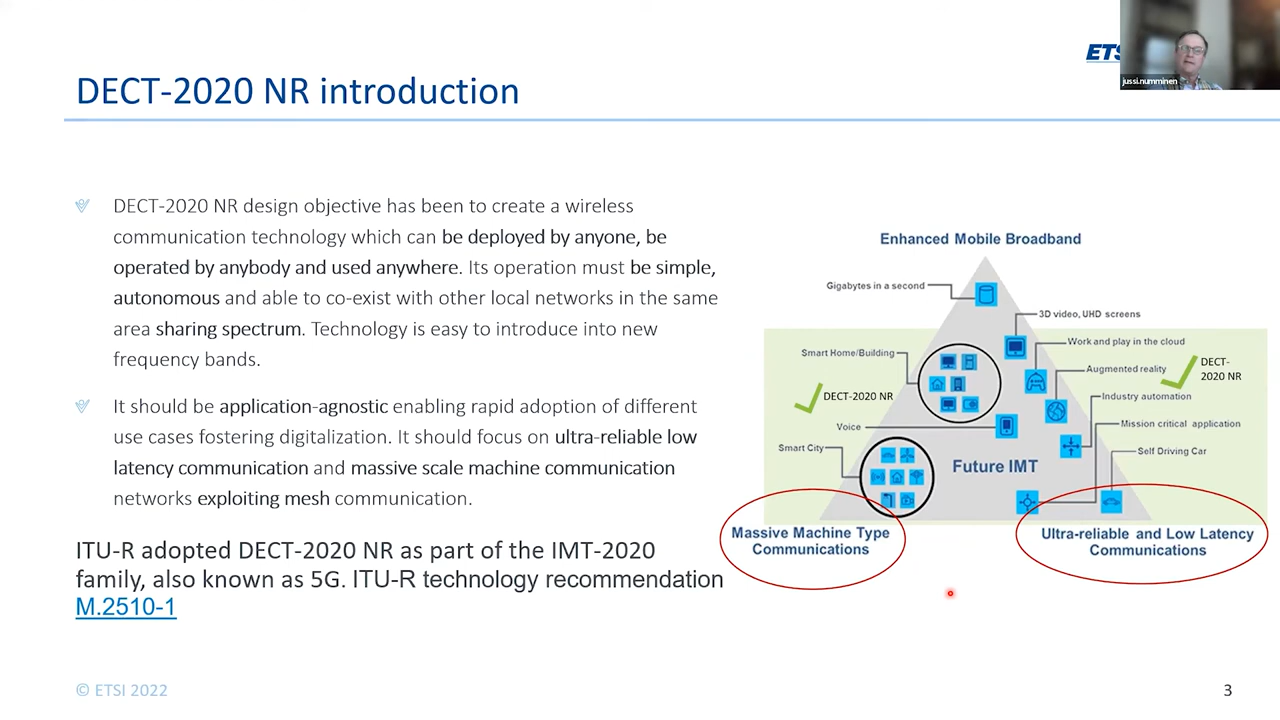 ETSI
jussi.numminen
DECT-2020 NR introduction
DECT-2020 NR design objective has been to create a wireless
communication technology which can be deployed by anyone, be
operated by anybody and used anywhere. Its operation must be simple,
autonomous and able to co-exist with other local networks in the same
area sharing spectrum. Technology is easy to introduce into new
frequency bands.
It should be application-agnostic enabling rapid adoption of different
use cases fostering digitalization. It should focus on ultra-reliable low
latency communication and massive scale machine communication
networks exploiting mesh communication.
ITU-R adopted DECT-2020 NR as part of the IMT-2020
family, also known as 5G. ITU-R technology recommendation
M.2510-1
Enhanced Mobile Broadband
Gigabytes in a second
3D video, UHD screens
Work and play in the cloud
Smart Home/Building
Augmented reality
DECT-
2020 NR
DECT-2020 NR
Industry automation
Voice
Mission critical application
Smart City
Self Driving Car
Future IMT
Massive Machine Type
Communications
Ultra-reliable and Low Latency
Communications
© ETSI 2022
3